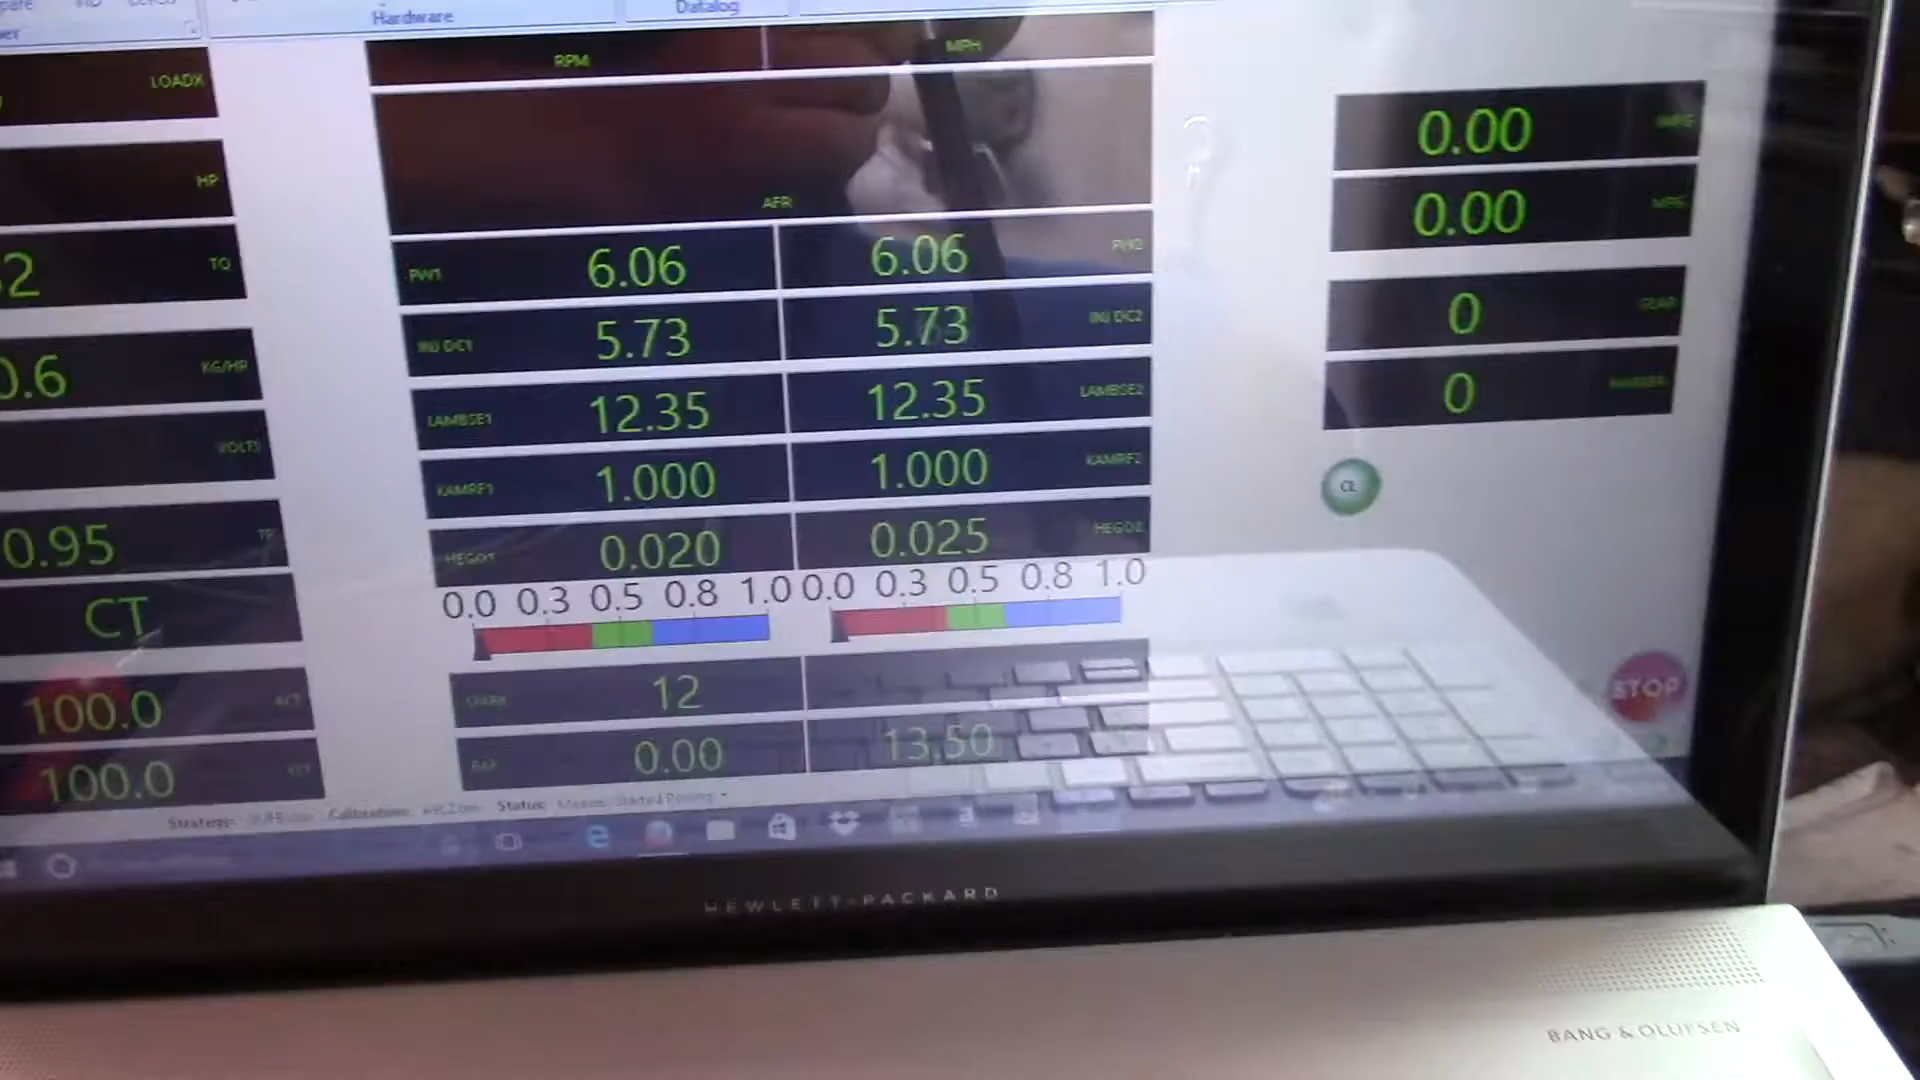 Hardware
Datalog
LOADX
RPM
MPH
HP
0.00
0.00
AFR
TQ
PW1 6.06
6.06 PW2
INJ DC1 5.73
5.73 INJ DC2
0 GEAR
0.6 KG/HR
LAMBSE1 12.35
12.35 LAMBSE2
0
VOLTS
KAMRF1 1.000
1.000 KAMRF2
CL
0.95 TP
HEGO1 0.020
0.025 HEGO2
0.0 0.3 0.5 0.8 1.0
0.0 0.3 0.5 0.8 1.0
CT
SPARK 12
STOP
100.0
0.00
13.50
100.0
Strategy: Calibration: Status:
HEWLETT-PACKARD
BANG & OLUFSEN